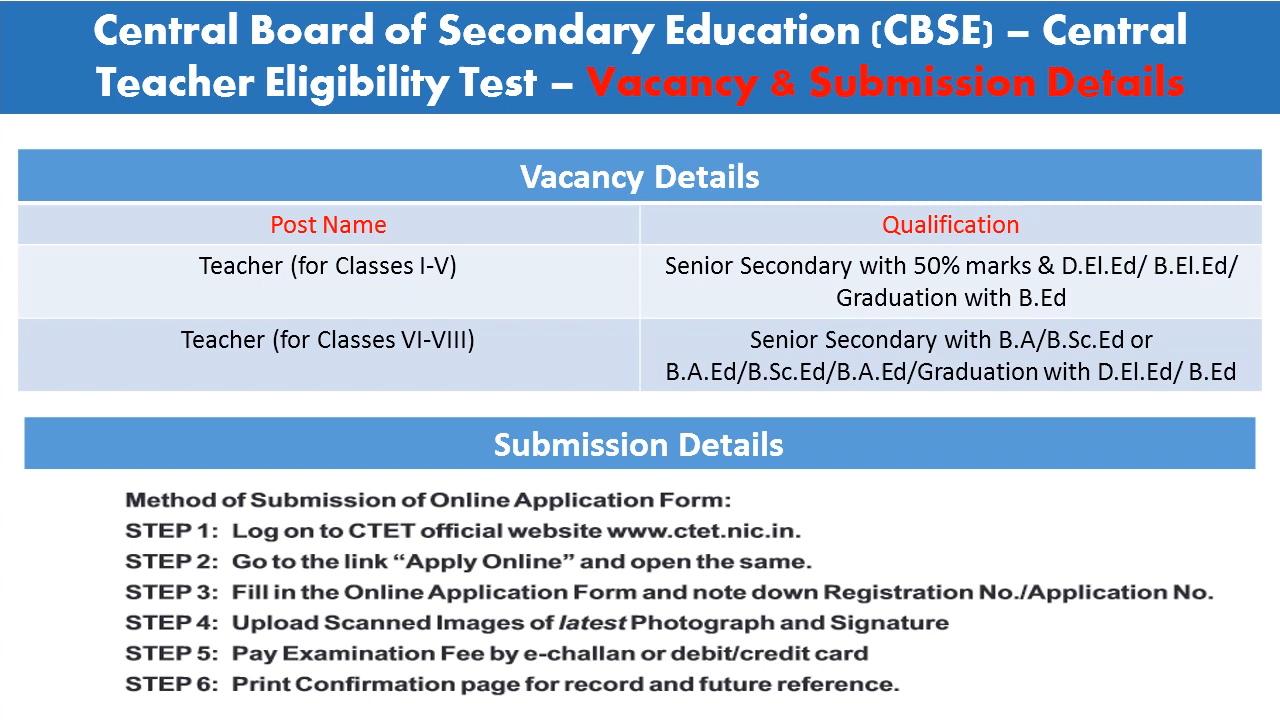 Central Board of Secondary Education (CBSE) – Central
Teacher Eligibility Test – Vacancy & Submission Details
Vacancy Details
Post Name
Qualification
Teacher (for Classes I-V)
Senior Secondary with 50% marks & D.El.Ed/ B.El.Ed/
Graduation with B.Ed
Teacher (for Classes VI-VIII)
Senior Secondary with B.A/B.Sc.Ed or
B.A.Ed/B.Sc.Ed/B.A.Ed/Graduation with D.El.Ed/ B.Ed
Submission Details
Method of Submission of Online Application Form:
STEP 1: Log on to CTET official website www.ctet.nic.in.
STEP 2: Go to the link “Apply Online” and open the same.
STEP 3: Fill in the Online Application Form and note down Registration No./Application No.
STEP 4: Upload Scanned Images of latest Photograph and Signature
STEP 5: Pay Examination Fee by e-challan or debit/credit card
STEP 6: Print Confirmation page for record and future reference.